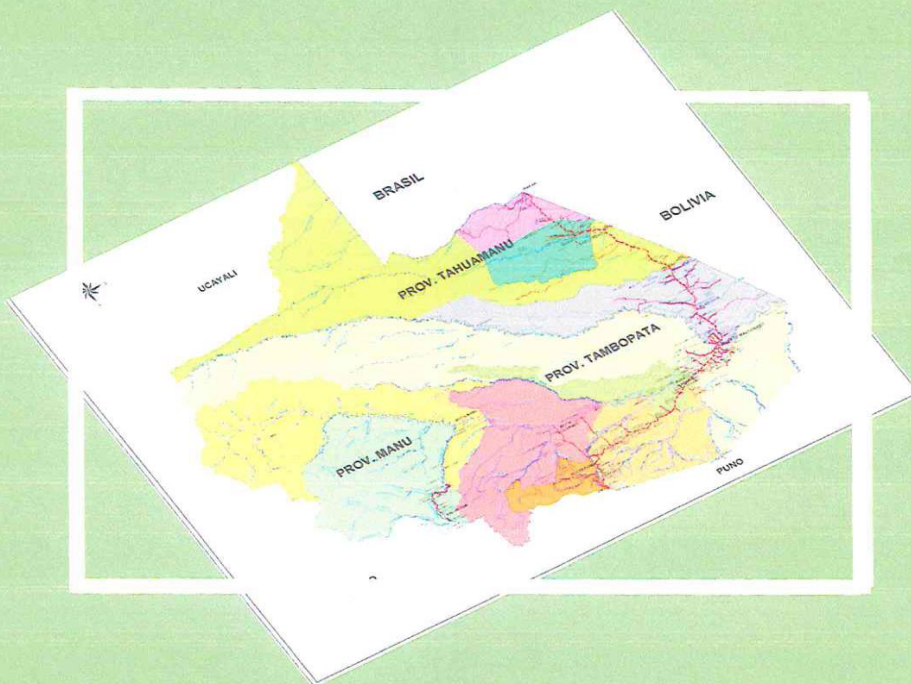 BRASIL
BOLIVIA
UCAYALI
PROV. TAHUAMANU
PROV. TAMBOPATA
PROV. MANU
PUNO